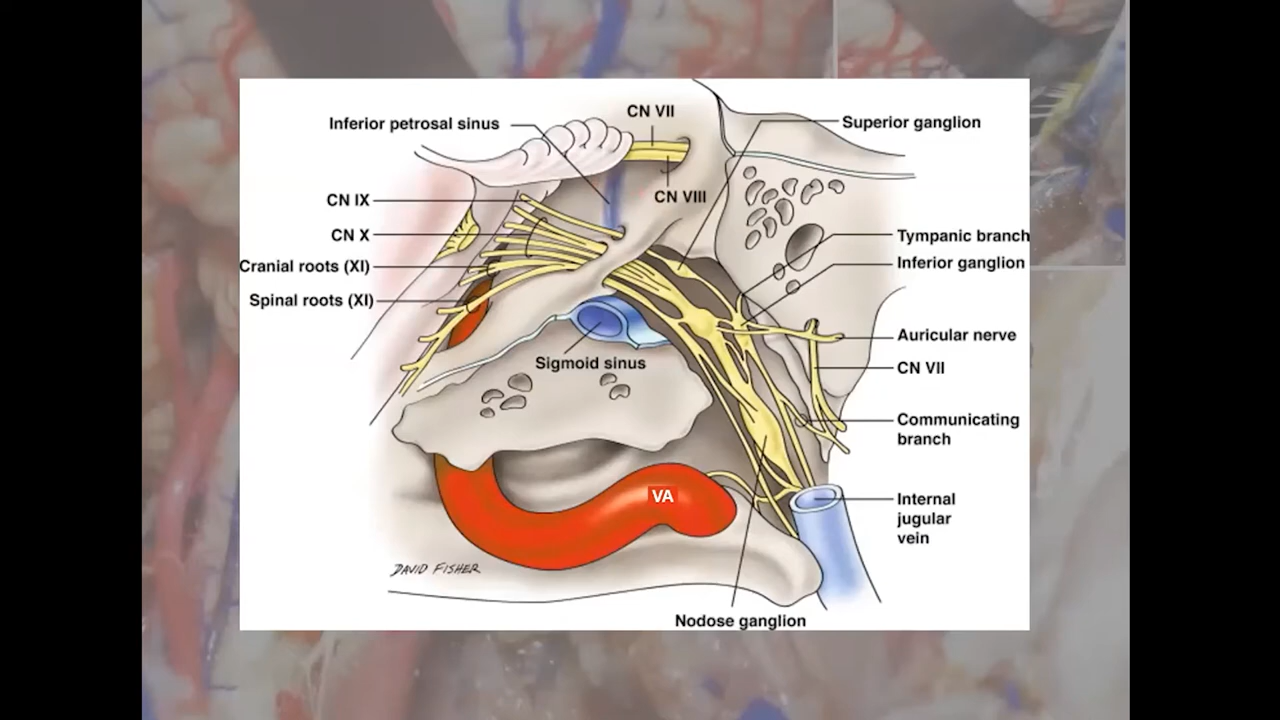 CN VII
Inferior petrosal sinus
Superior ganglion
CN IX
CN VIII
CN X
Tympanic branch
Cranial roots (XI)
Inferior ganglion
Spinal roots (XI)
Auricular nerve
Sigmoid sinus
CN VII
Communicating
branch
VA
Internal
jugular
vein
DAVID FISHER
Nodose ganglion